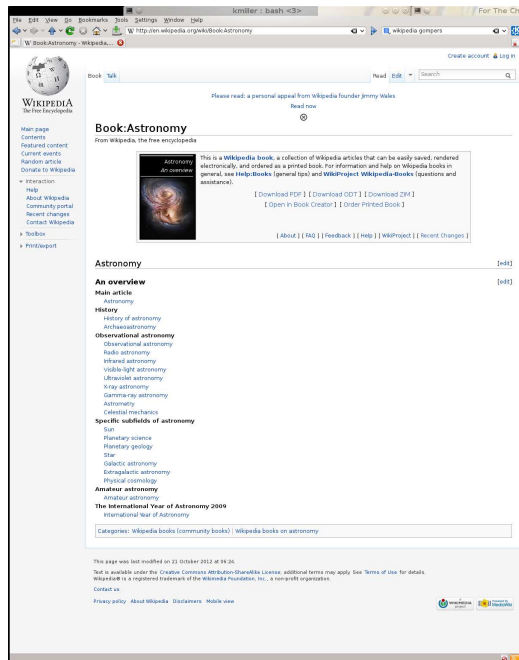 kmiller : bash <3>
For The Ch
File Edit View Go Bookmarks Tools Settings Window Help
W http://en.wikipedia.org/wiki/Book:Astronomy
wikipedia gompers
W Book:Astronomy - Wikipedia,...
Create account Log in
Book Talk
Read Edit Search
Please read: a personal appeal from Wikipedia founder Jimmy Wales
Read now
WIKIPEDIA
The Free Encyclopedia
Main page
Contents
Featured content
Current events
Random article
Donate to Wikipedia
Interaction
Help
About Wikipedia
Community portal
Recent changes
Contact Wikipedia
Toolbox
Print/export
Book:Astronomy
From Wikipedia, the free encyclopedia
Astronomy
An overview
This is a Wikipedia book, a collection of Wikipedia articles that can be easily saved, rendered
electronically, and ordered as a printed book. For information and help on Wikipedia books in
general, see Help:Books (general tips) and WikiProject Wikipedia-Books (questions and
assistance).
[ Download PDF ] [ Download ODT ] [ Download ZIM ]
[ Open in Book Creator ] [ Order Printed Book ]
[ About ] [ FAQ ] [ Feedback ] [ Help ] [ WikiProject ] [ Recent Changes ]
Astronomy [edit]
An overview [edit]
Main article
Astronomy
History
History of astronomy
Archaeoastronomy
Observational astronomy
Observational astronomy
Radio astronomy
Infrared astronomy
Visible-light astronomy
Ultraviolet astronomy
X-ray astronomy
Gamma-ray astronomy
Astrometry
Celestial mechanics
Specific subfields of astronomy
Sun
Planetary science
Planetary geology
Star
Galactic astronomy
Extragalactic astronomy
Physical cosmology
Amateur astronomy
Amateur astronomy
The International Year of Astronomy 2009
International Year of Astronomy
Categories: Wikipedia books (community books) | Wikipedia books on astronomy
This page was last modified on 21 October 2012 at 06:24.
Text is available under the Creative Commons Attribution-ShareAlike License; additional terms may apply. See Terms of Use for details.
Wikipedia® is a registered trademark of the Wikimedia Foundation, Inc., a non-profit organization.
Contact us
Privacy policy About Wikipedia Disclaimers Mobile view
A WIKIMEDIA project
Powered by MediaWiki